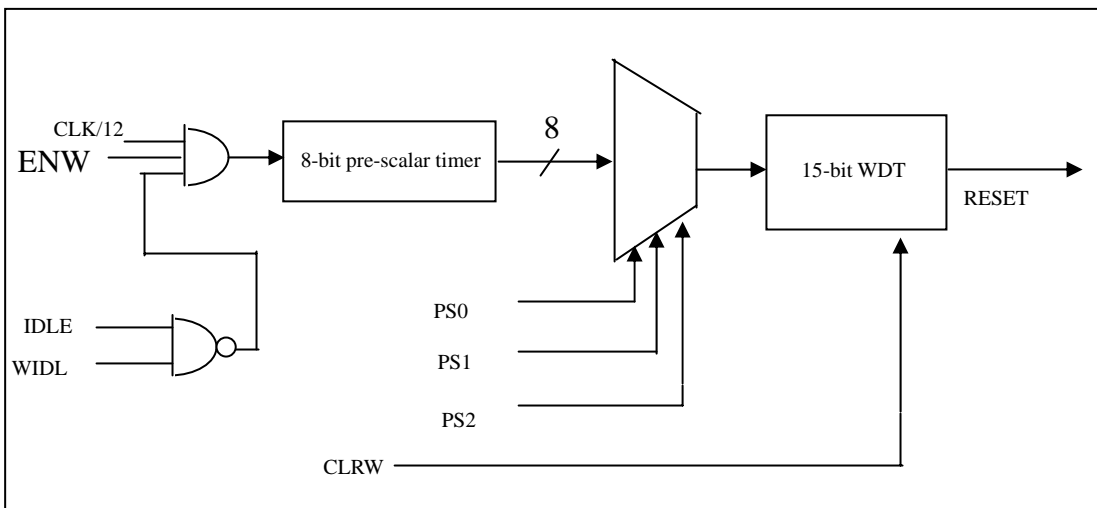 CLK/12
ENW
8-bit pre-scalar timer
8
15-bit WDT
RESET
IDLE
WIDL
PS0
PS1
PS2
CLRW